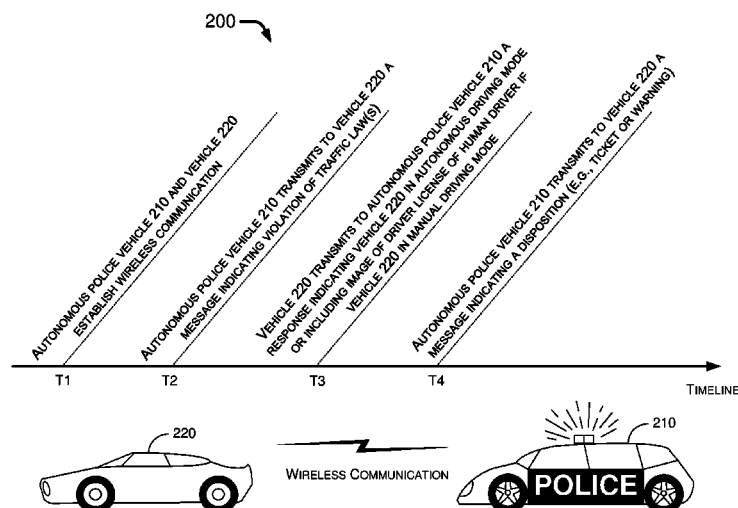 200
AUTONOMOUS POLICE VEHICLE 210 AND VEHICLE 220
ESTABLISH WIRELESS COMMUNICATION
AUTONOMOUS POLICE VEHICLE 210 TRANSMITS TO VEHICLE 220 A
MESSAGE INDICATING VIOLATION OF TRAFFIC LAW(S)
VEHICLE 220 TRANSMITS TO AUTONOMOUS POLICE VEHICLE 210 A
RESPONSE INDICATING VEHICLE 220 IN AUTONOMOUS DRIVING MODE
OR INCLUDING IMAGE OF DRIVER LICENSE OF HUMAN DRIVER IF
VEHICLE 220 IN MANUAL DRIVING MODE
AUTONOMOUS POLICE VEHICLE 210 TRANSMITS TO VEHICLE 220 A
MESSAGE INDICATING A DISPOSITION (E.G., TICKET OR WARNING)
T1
T2
T3
T4
TIMELINE
220
210
WIRELESS COMMUNICATION
POLICE